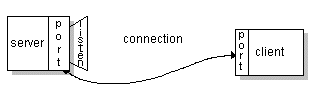 server
port
listen
connection
port
client